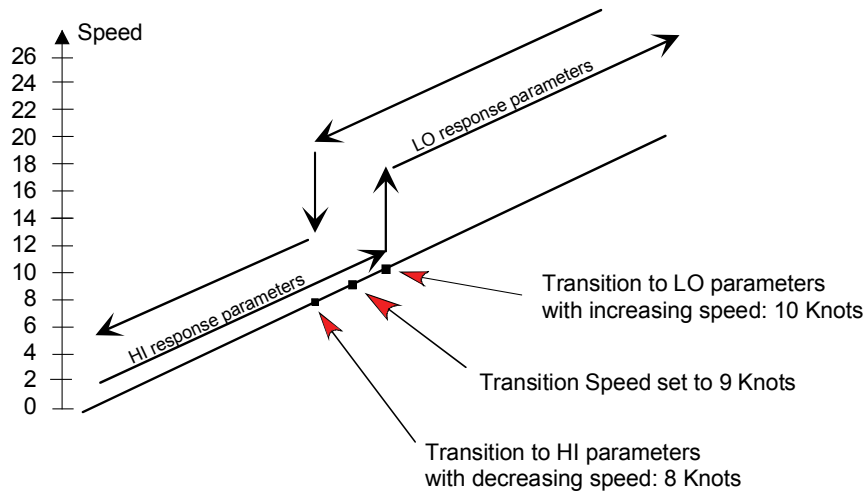 Speed
26
24
22
20
18
16
14
12
10
8
6
4
2
0
LO response parameters
HI response parameters
Transition to LO parameters
with increasing speed: 10 Knots
Transition Speed set to 9 Knots
Transition to HI parameters
with decreasing speed: 8 Knots